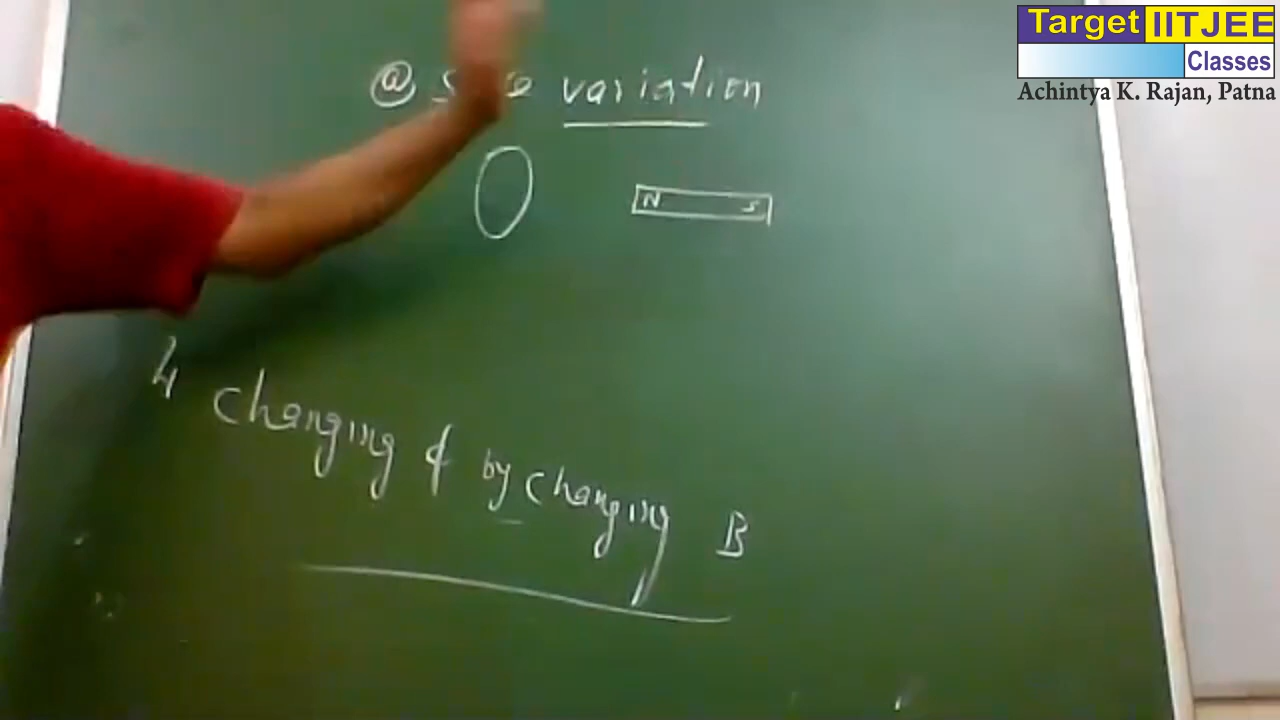 Target IITJEE
Classes
Achintya K. Rajan, Patna
@ variation
N S
↳ changing ϕ by changing B